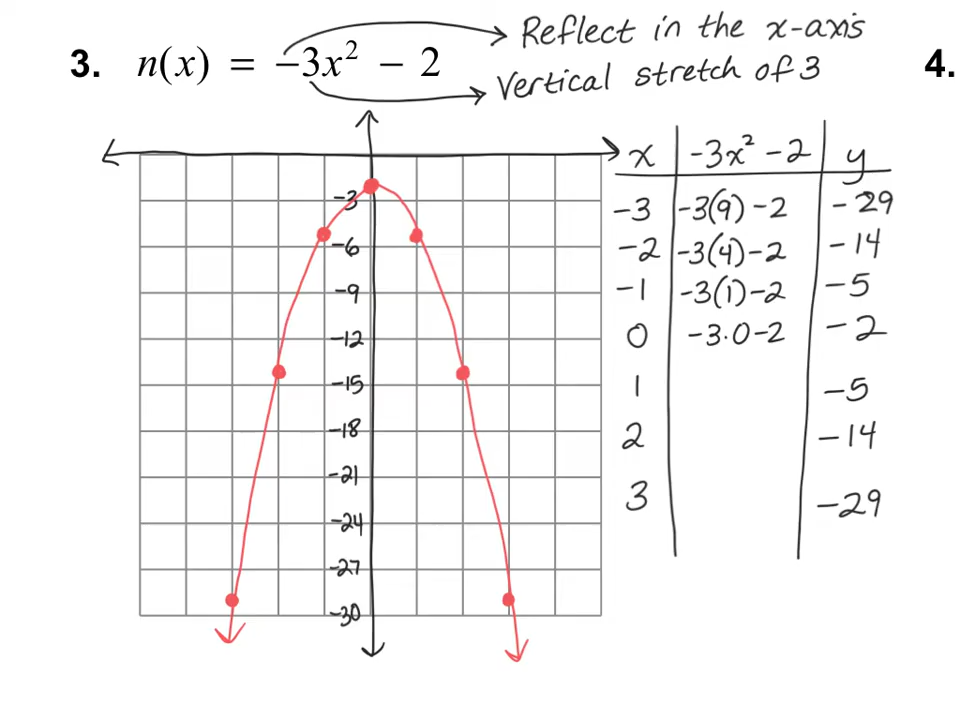 Reflect in the x-axis
3. n(x) = −3x² − 2
4.
Vertical stretch of 3
x | -3x² - 2 | y
-3 | -3(9) - 2 | -29
-2 | -3(4) - 2 | -14
-1 | -3(1) - 2 | -5
0 | -3·0 - 2 | -2
1 | | -5
2 | | -14
3 | | -29
-3
-6
-9
-12
-15
-18
-21
-24
-27
-30